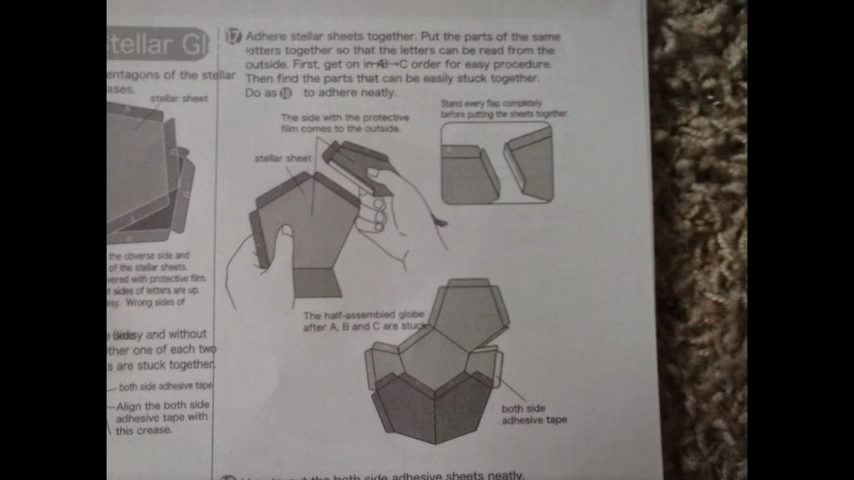 Stellar Gl
entagons of the stellar
ases.
stellar sheet
the obverse side and
of the stellar sheets.
vered with protective film.
t sides of letters are up.
sy. Wrong sides of
easy and without
ther one of each two
s are stuck together.
both side adhesive tape
Align the both side
adhesive tape with
this crease.
17 Adhere stellar sheets together. Put the parts of the same
letters together so that the letters can be read from the
outside. First, get on in A→B→C order for easy procedure.
Then find the parts that can be easily stuck together.
Do as 18 to adhere neatly.
The side with the protective
film comes to the outside.
stellar sheet
Stand every flap completely
before putting the sheets together.
The half-assembled globe
after A, B and C are stuck
both side
adhesive tape
put the both side adhesive sheets neatly.